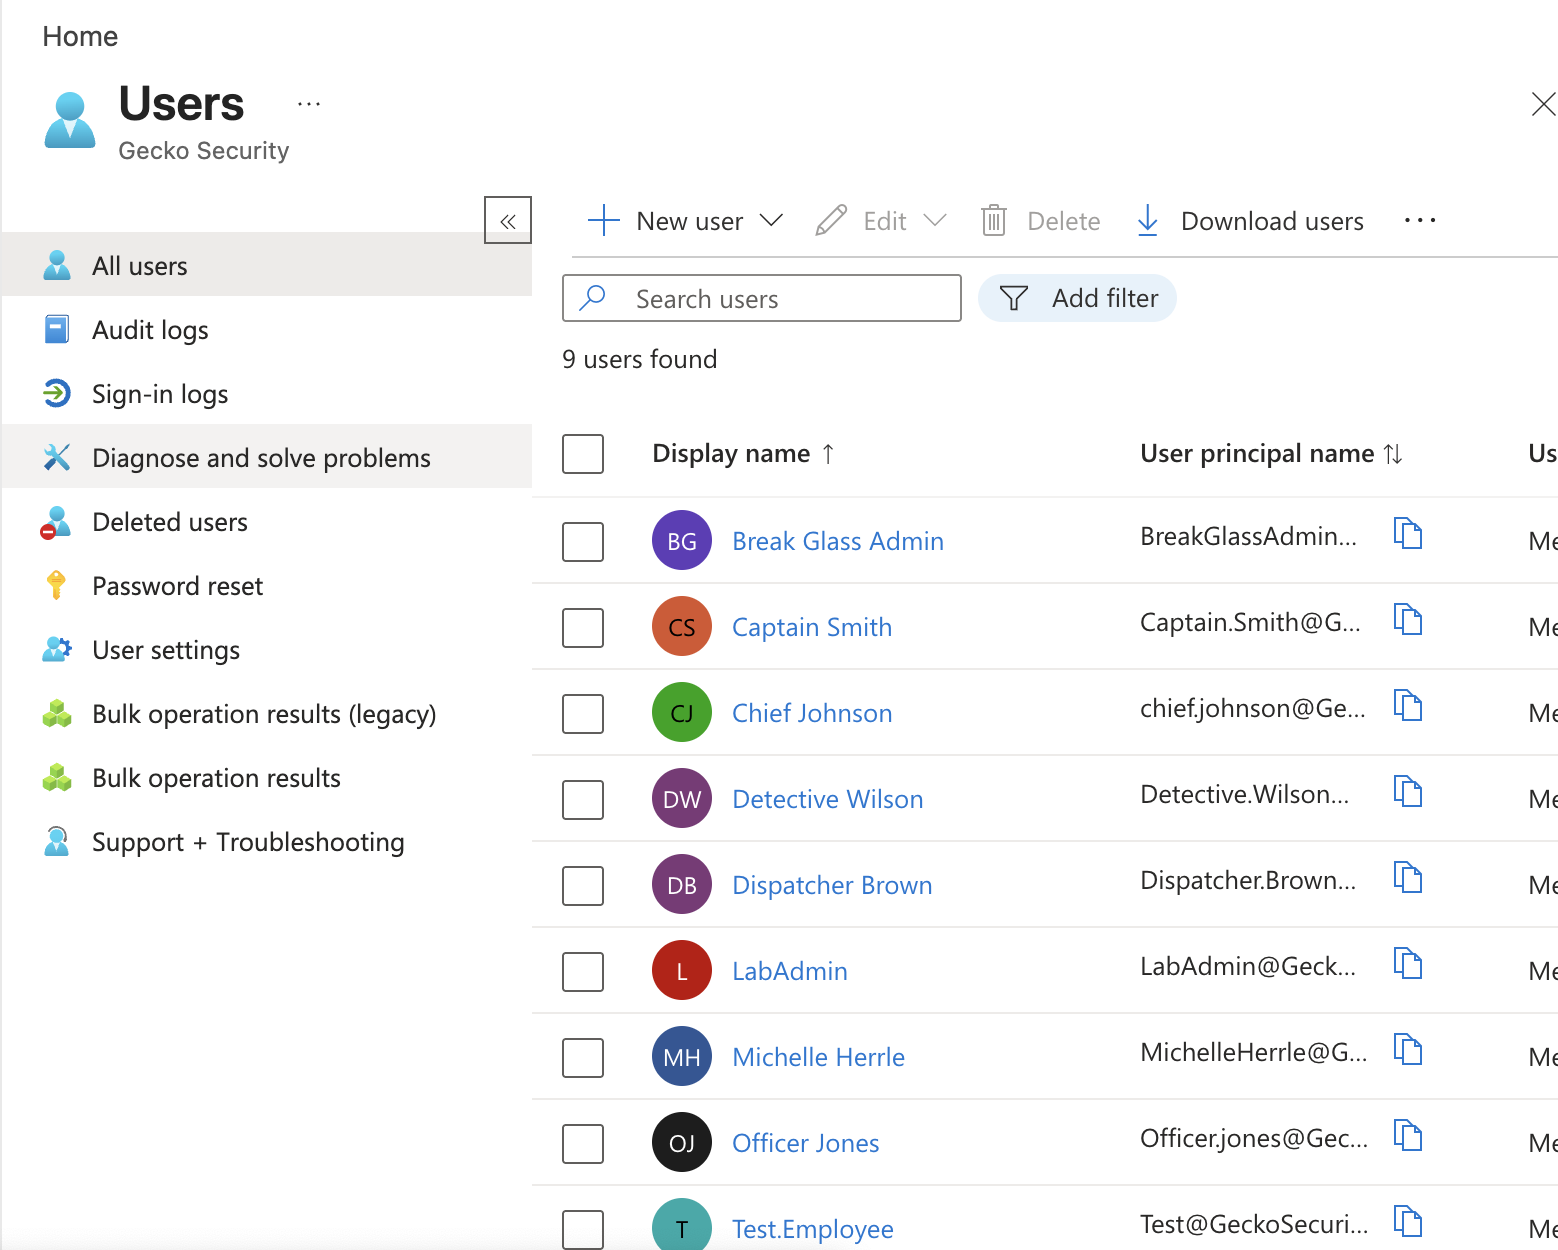 Home
Users ...
Gecko Security
«
New user
Edit
Delete
Download users
...
All users
Audit logs
Sign-in logs
Diagnose and solve problems
Deleted users
Password reset
User settings
Bulk operation results (legacy)
Bulk operation results
Support + Troubleshooting
Search users
Add filter
9 users found
Display name ↑ User principal name ↑↓ Us
BG Break Glass Admin BreakGlassAdmin... Me
CS Captain Smith Captain.Smith@G... Me
CJ Chief Johnson chief.johnson@Ge... Me
DW Detective Wilson Detective.Wilson... Me
DB Dispatcher Brown Dispatcher.Brown... Me
L LabAdmin LabAdmin@Geck... Me
MH Michelle Herrle MichelleHerrle@G... Me
OJ Officer Jones Officer.jones@Gec... Me
T Test.Employee Test@GeckoSecuri... Me